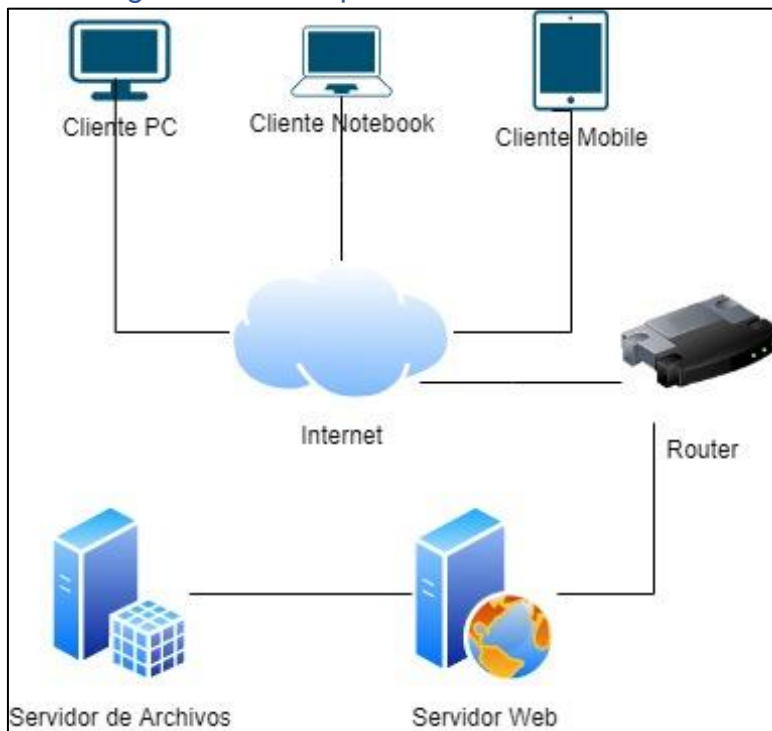 Cliente PC
Cliente Notebook
Cliente Mobile
Internet
Router
Servidor de Archivos
Servidor Web